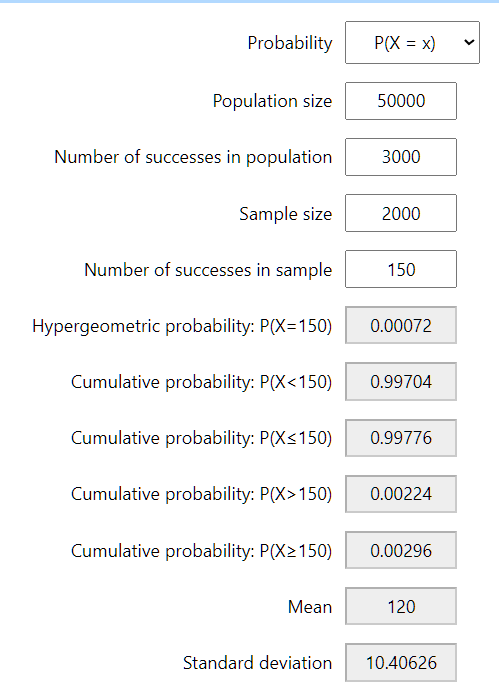 Probability P(X = x)
Population size 50000
Number of successes in population 3000
Sample size 2000
Number of successes in sample 150
Hypergeometric probability: P(X=150) 0.00072
Cumulative probability: P(X<150) 0.99704
Cumulative probability: P(X≤150) 0.99776
Cumulative probability: P(X>150) 0.00224
Cumulative probability: P(X≥150) 0.00296
Mean 120
Standard deviation 10.40626